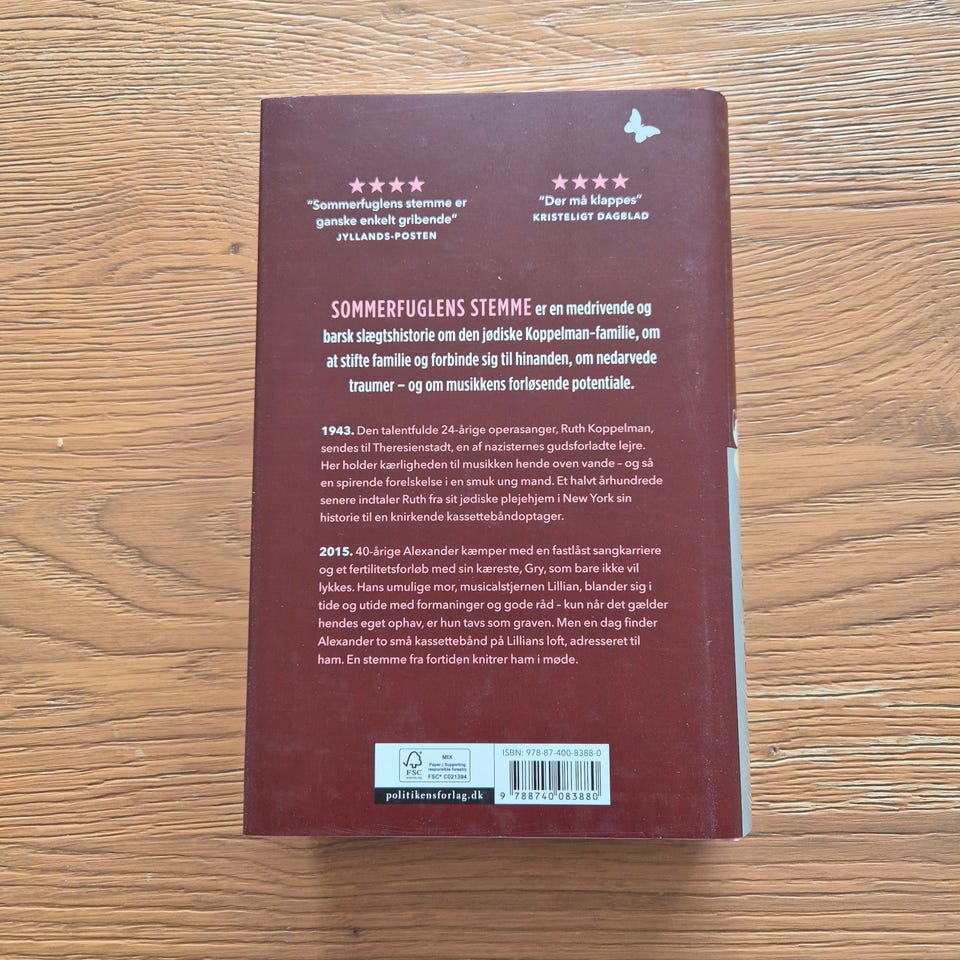 ★★★★
"Sommerfuglens stemme er
ganske enkelt gribende"
JYLLANDS-POSTEN
★★★★
"Der må klappes"
KRISTELIGT DAGBLAD
SOMMERFUGLENS STEMME er en medrivende og
barsk slægtshistorie om den jødiske Koppelman-familie, om
at stifte familie og forbinde sig til hinanden, om nedarvede
traumer – og om musikkens forløsende potentiale.
1943. Den talentfulde 24-årige operasanger, Ruth Koppelman,
sendes til Theresienstadt, en af nazisternes gudsforladte lejre.
Her holder kærligheden til musikken hende oven vande – og så
en spirende forelskelse i en smuk ung mand. Et halvt århundrede
senere indtaler Ruth fra sit jødiske plejehjem i New York sin
historie til en knirkende kassettebåndoptager.
2015. 40-årige Alexander kæmper med en fastlåst sangkarriere
og et fertilitetsforløb med sin kæreste, Gry, som bare ikke vil
lykkes. Hans umulige mor, musicalstjernen Lillian, blander sig i
tide og utide med formaninger og gode råd – kun når det gælder
hendes eget ophav, er hun tavs som graven. Men en dag finder
Alexander to små kassettebånd på Lillians loft, adresseret til
ham. En stemme fra fortiden knitrer ham i møde.
FSC
MIX
Paper | Supporting
responsible forestry
FSC® C021394
politikensforlag.dk
ISBN: 978-87-400-8388-0
9 788740 083880